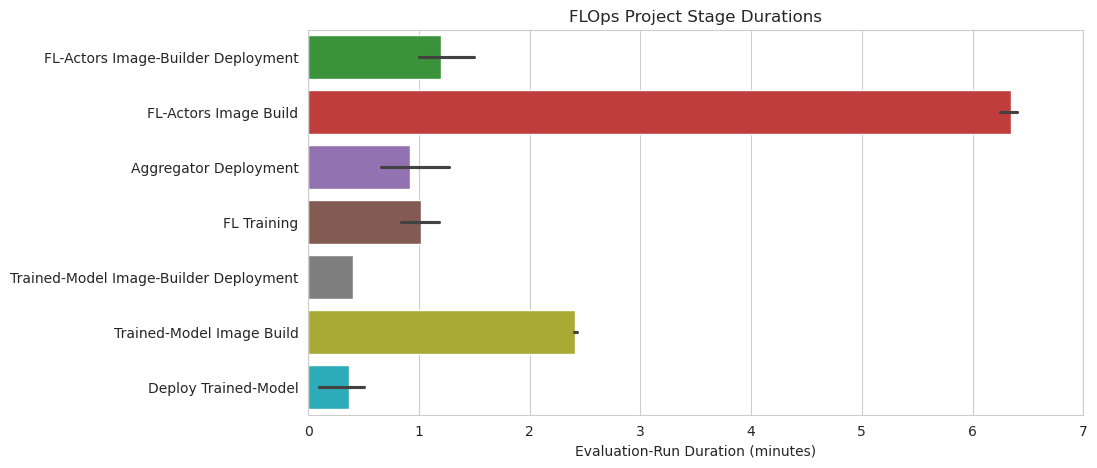 FLOps Project Stage Durations
FL-Actors Image-Builder Deployment
FL-Actors Image Build
Aggregator Deployment
FL Training
Trained-Model Image-Builder Deployment
Trained-Model Image Build
Deploy Trained-Model
0 1 2 3 4 5 6 7
Evaluation-Run Duration (minutes)